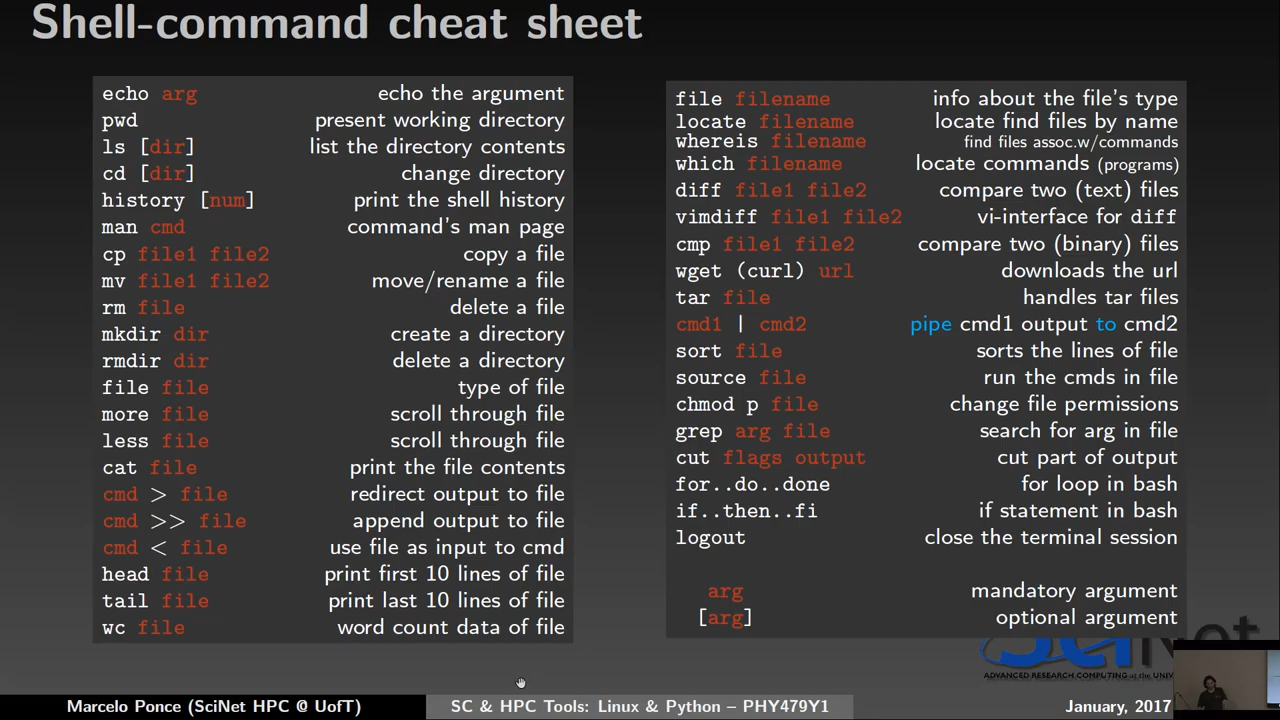 Shell-command cheat sheet
echo arg echo the argument
pwd present working directory
ls [dir] list the directory contents
cd [dir] change directory
history [num] print the shell history
man cmd command's man page
cp file1 file2 copy a file
mv file1 file2 move/rename a file
rm file delete a file
mkdir dir create a directory
rmdir dir delete a directory
file file type of file
more file scroll through file
less file scroll through file
cat file print the file contents
cmd > file redirect output to file
cmd >> file append output to file
cmd < file use file as input to cmd
head file print first 10 lines of file
tail file print last 10 lines of file
wc file word count data of file
file filename info about the file's type
locate filename locate find files by name
whereis filename find files assoc.w/commands
which filename locate commands (programs)
diff file1 file2 compare two (text) files
vimdiff file1 file2 vi-interface for diff
cmp file1 file2 compare two (binary) files
wget (curl) url downloads the url
tar file handles tar files
cmd1 | cmd2 pipe cmd1 output to cmd2
sort file sorts the lines of file
source file run the cmds in file
chmod p file change file permissions
grep arg file search for arg in file
cut flags output cut part of output
for..do..done for loop in bash
if..then..fi if statement in bash
logout close the terminal session
arg mandatory argument
[arg] optional argument
SciNet
ADVANCED RESEARCH COMPUTING at the UNIV
Marcelo Ponce (SciNet HPC @ UofT) SC & HPC Tools: Linux & Python – PHY479Y1 January, 2017